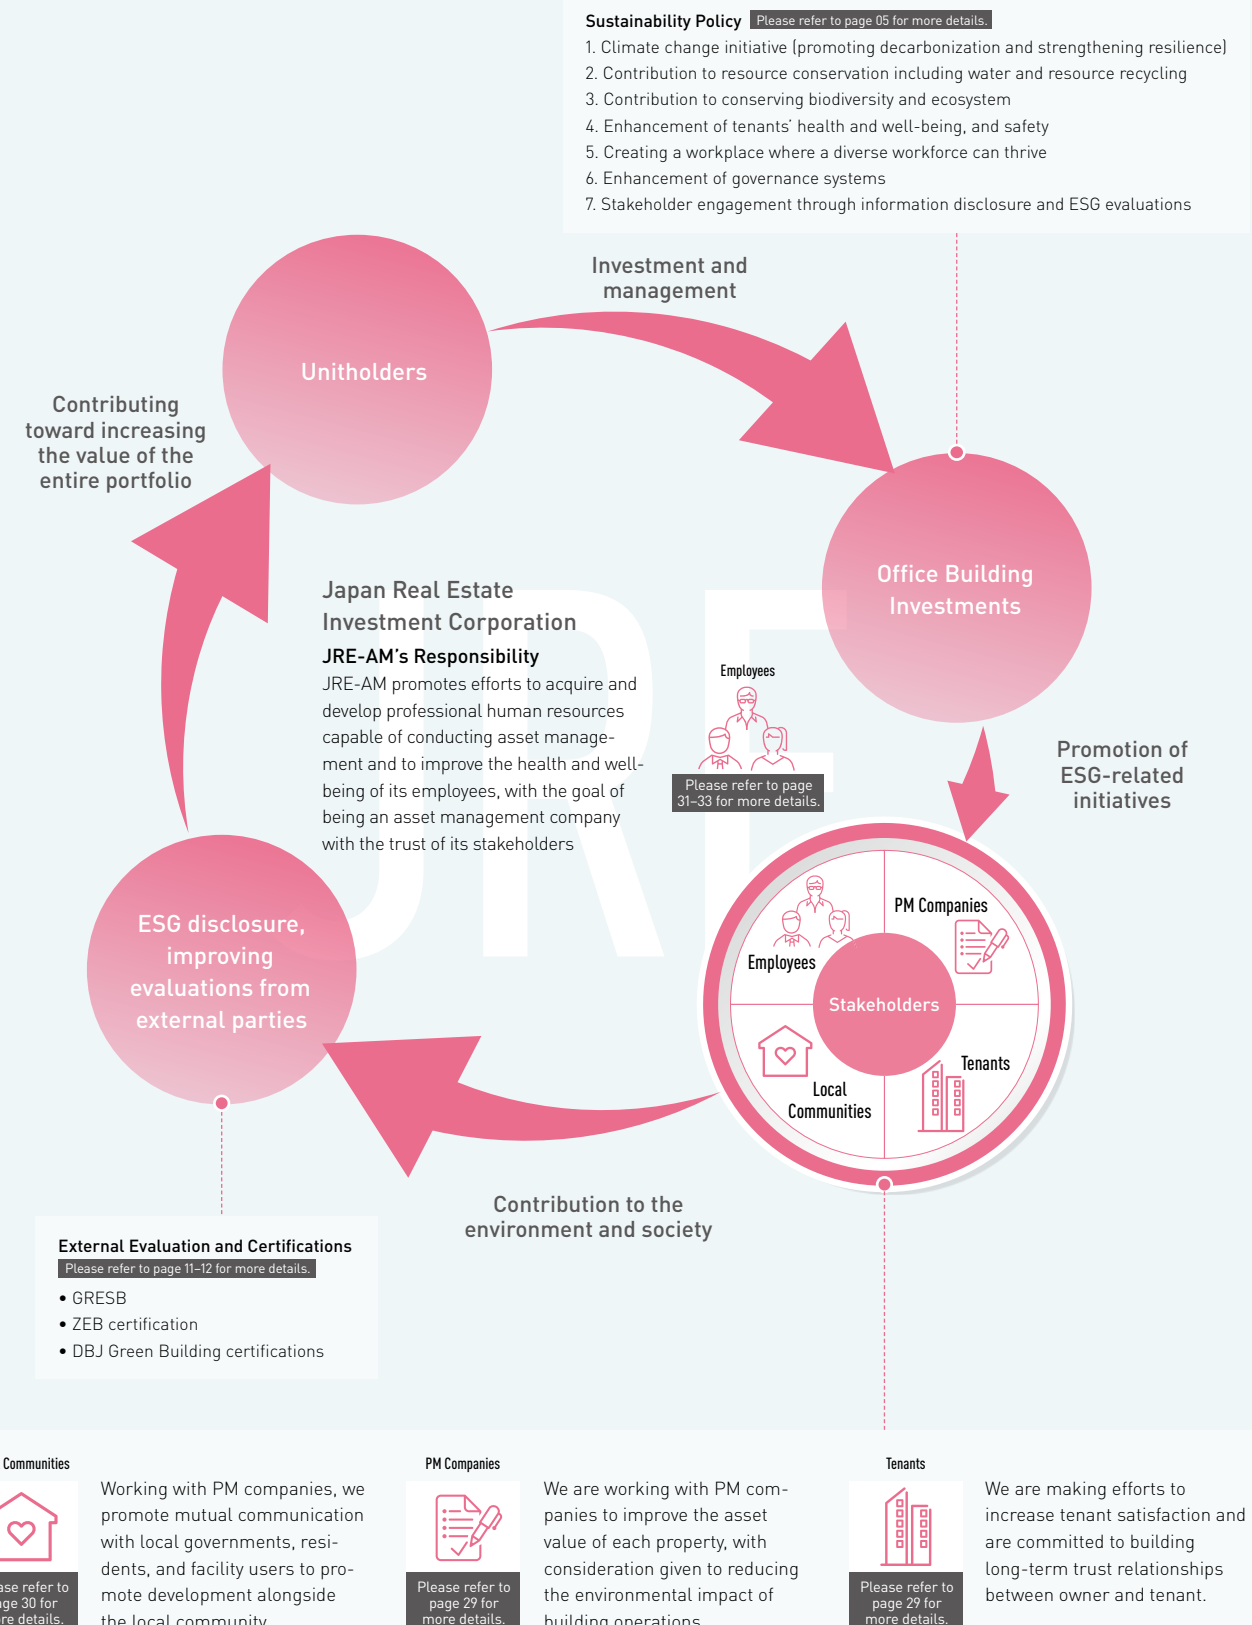 Sustainability Policy Please refer to page 05 for more details.
1. Climate change initiative (promoting decarbonization and strengthening resilience)
2. Contribution to resource conservation including water and resource recycling
3. Contribution to conserving biodiversity and ecosystem
4. Enhancement of tenants' health and well-being, and safety
5. Creating a workplace where a diverse workforce can thrive
6. Enhancement of governance systems
7. Stakeholder engagement through information disclosure and ESG evaluations
Investment and
management
Unitholders
Contributing
toward increasing
the value of the
entire portfolio
Office Building
Investments
JRE
Japan Real Estate
Investment Corporation
JRE-AM's Responsibility
JRE-AM promotes efforts to acquire and
develop professional human resources
capable of conducting asset manage-
ment and to improve the health and well-
being of its employees, with the goal of
being an asset management company
with the trust of its stakeholders
Employees
Please refer to page
31–33 for more details.
Promotion of
ESG-related
initiatives
ESG disclosure,
improving
evaluations from
external parties
PM Companies
Employees
Stakeholders
Tenants
Local
Communities
Contribution to the
environment and society
External Evaluation and Certifications
Please refer to page 11–12 for more details.
• GRESB
• ZEB certification
• DBJ Green Building certifications
Communities
refer to
30 for
details.
Working with PM companies, we
promote mutual communication
with local governments, resi-
dents, and facility users to pro-
mote development alongside
the local community.
PM Companies
Please refer to
page 29 for
more details.
We are working with PM com-
panies to improve the asset
value of each property, with
consideration given to reducing
the environmental impact of
building operations.
Tenants
Please refer to
page 29 for
more details.
We are making efforts to
increase tenant satisfaction and
are committed to building
long-term trust relationships
between owner and tenant.